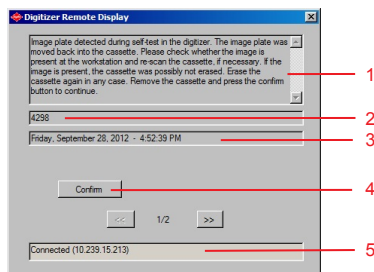 Digitizer Remote Display
Image plate detected during self-test in the digitizer. The image plate was
moved back into the cassette. Please check whether the image is
present at the workstation and re-scan the cassette, if necessary. If the
image is present, the cassette was possibly not erased. Erase the
cassette again in any case. Remove the cassette and press the confirm
button to continue.
1
4298
2
Friday, September 28, 2012 - 4:52:39 PM
3
Confirm
4
<< 1/2 >>
Connected (10.239.15.213)
5